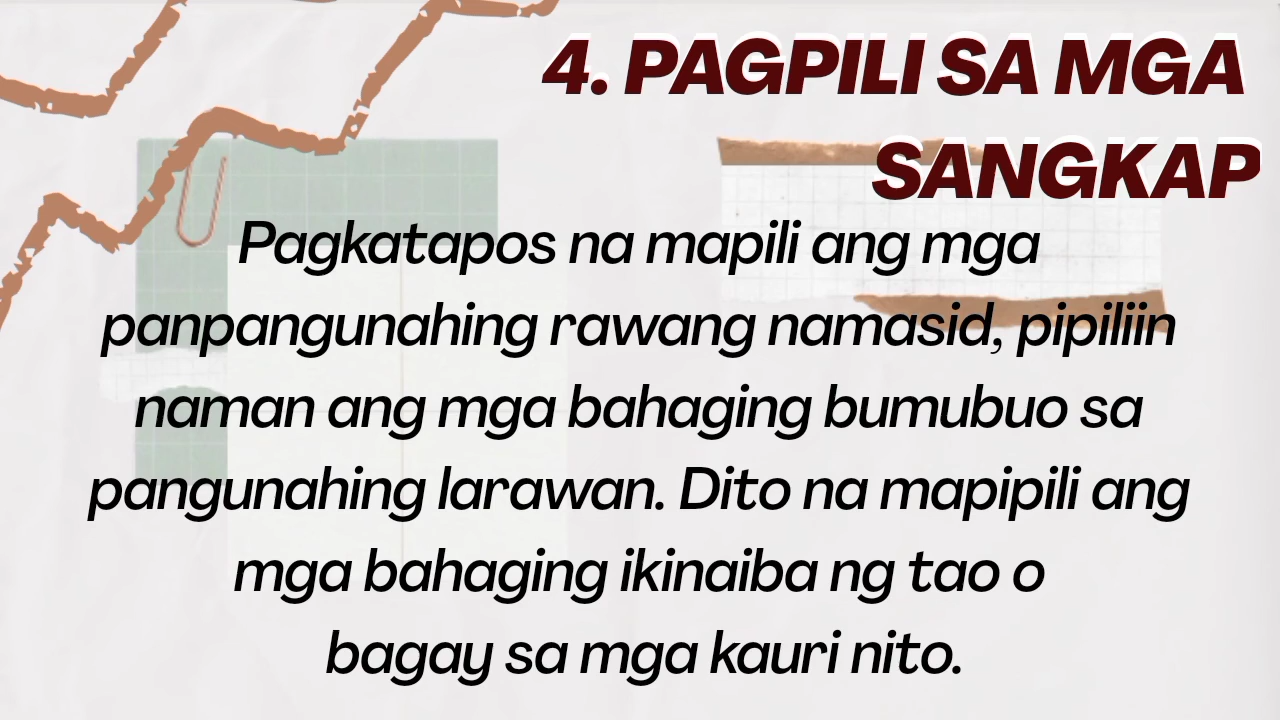 4. PAGPILI SA MGA
SANGKAP
Pagkatapos na mapili ang mga
panpangunahing rawang namasid, pipiliin
naman ang mga bahaging bumubuo sa
pangunahing larawan. Dito na mapipili ang
mga bahaging ikinaiba ng tao o
bagay sa mga kauri nito.